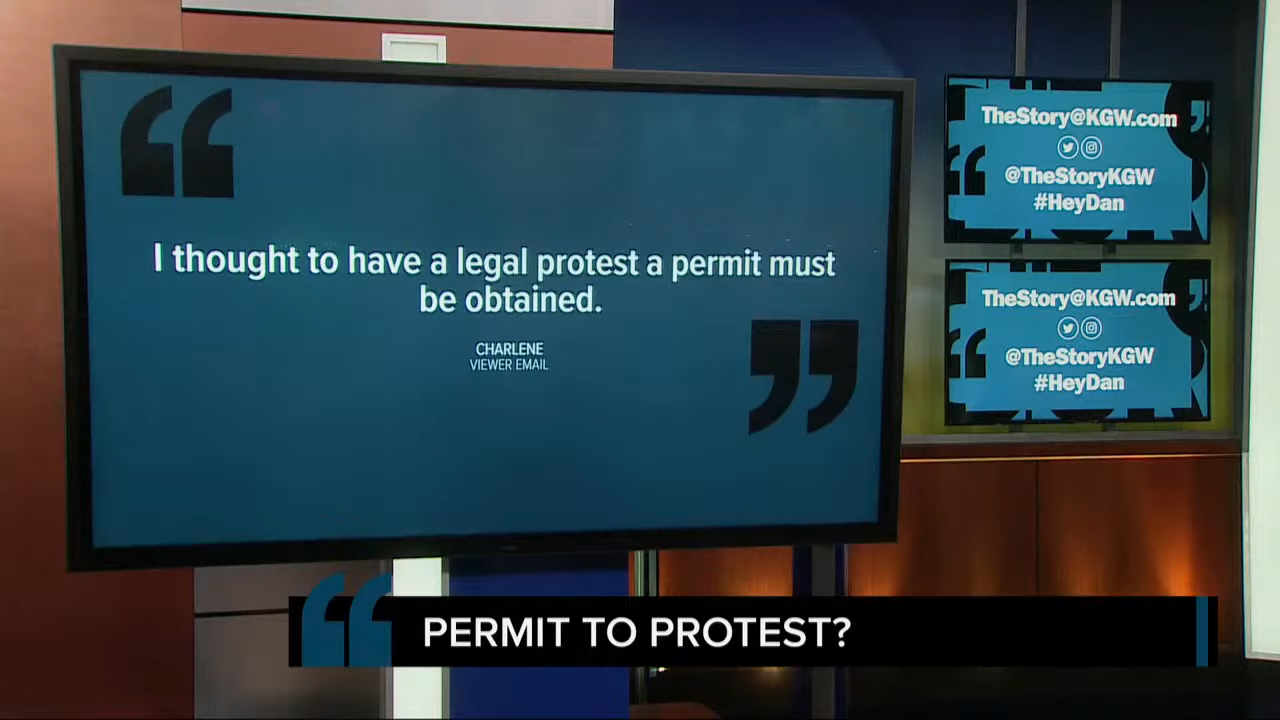 I thought to have a legal protest a permit must
be obtained.
CHARLENE
VIEWER EMAIL
TheStory@KGW.com
@TheStoryKGW
#HeyDan
TheStory@KGW.com
@TheStoryKGW
#HeyDan
PERMIT TO PROTEST?